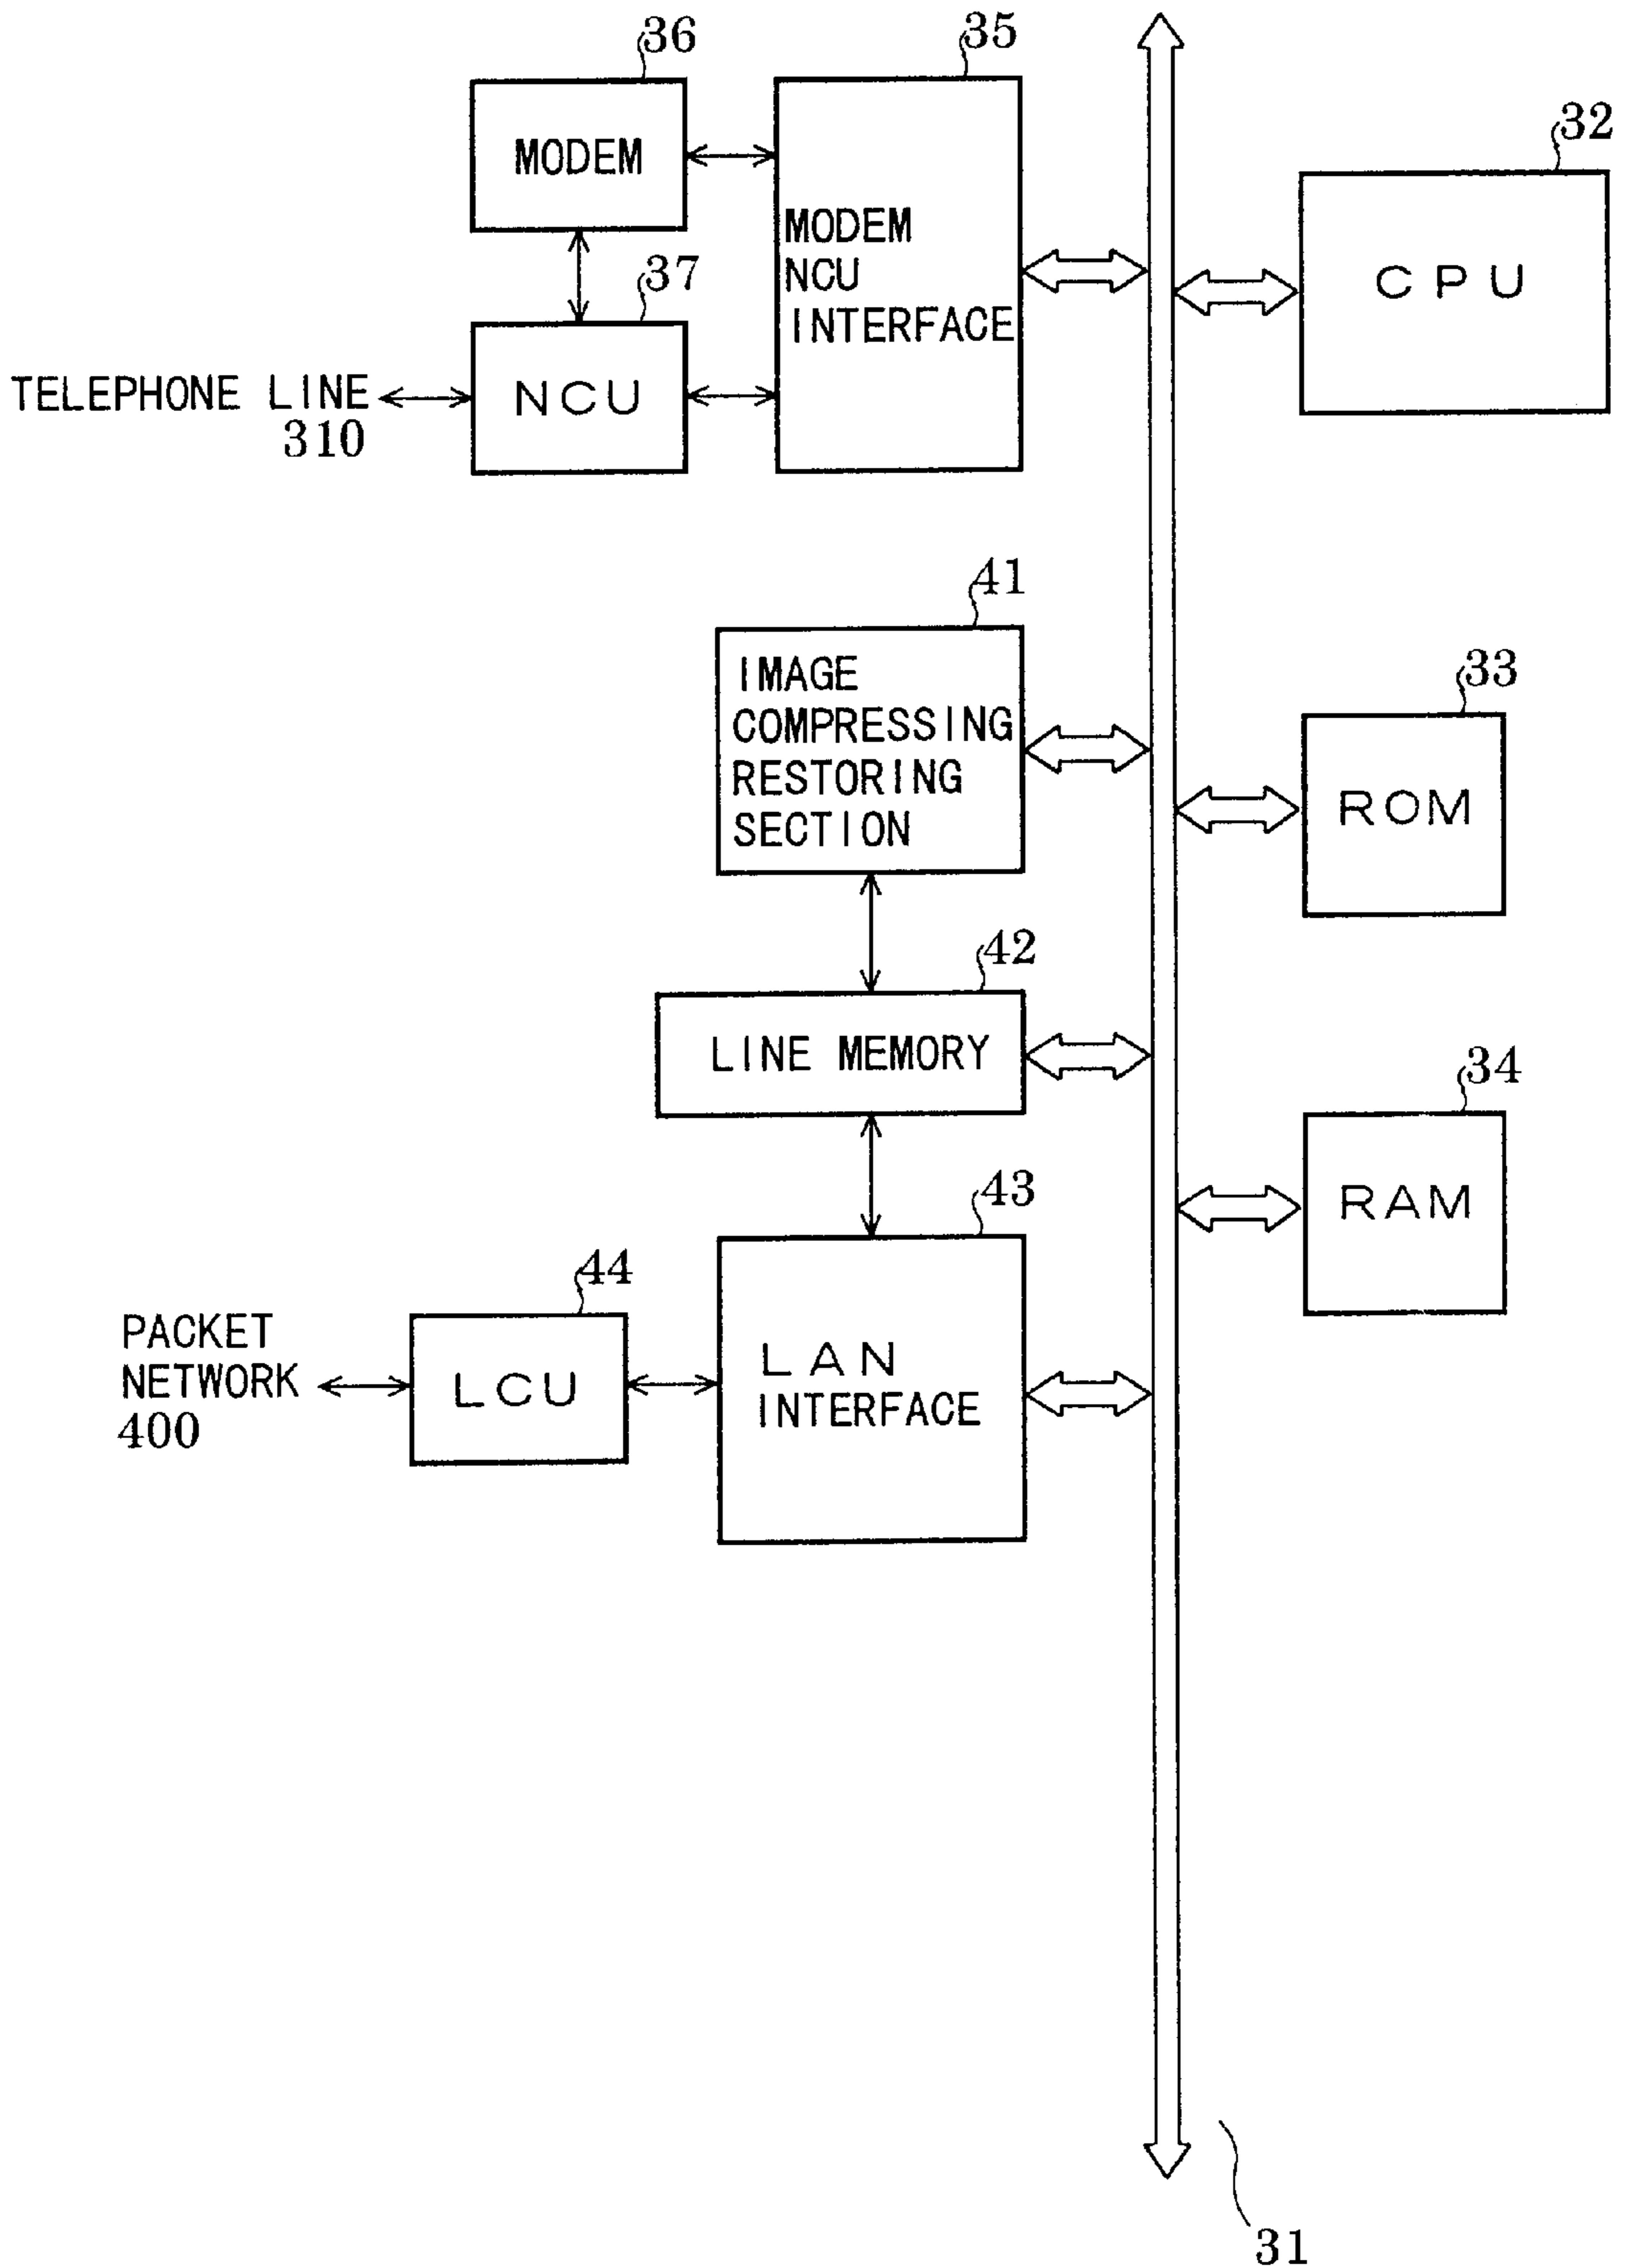 36
35
32
MODEM
MODEM
NCU
INTERFACE
CPU
37
NCU
TELEPHONE LINE
310
41
IMAGE
COMPRESSING
RESTORING
SECTION
33
ROM
42
LINE MEMORY
34
RAM
43
44
PACKET
NETWORK
400
LCU
LAN
INTERFACE
31